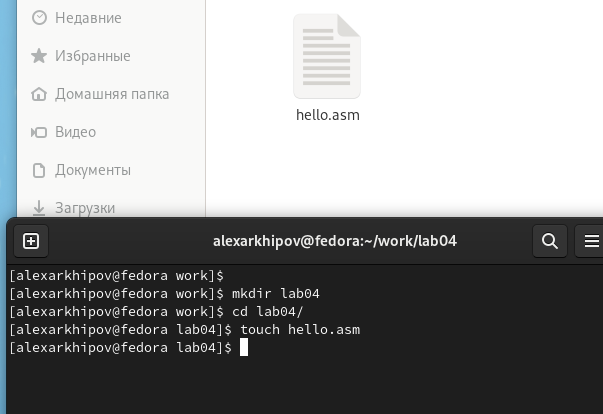 Недавние
Избранные
Домашняя папка
Видео
Документы
Загрузки
hello.asm
alexarkhipov@fedora:~/work/lab04
[alexarkhipov@fedora work]$
[alexarkhipov@fedora work]$ mkdir lab04
[alexarkhipov@fedora work]$ cd lab04/
[alexarkhipov@fedora lab04]$ touch hello.asm
[alexarkhipov@fedora lab04]$